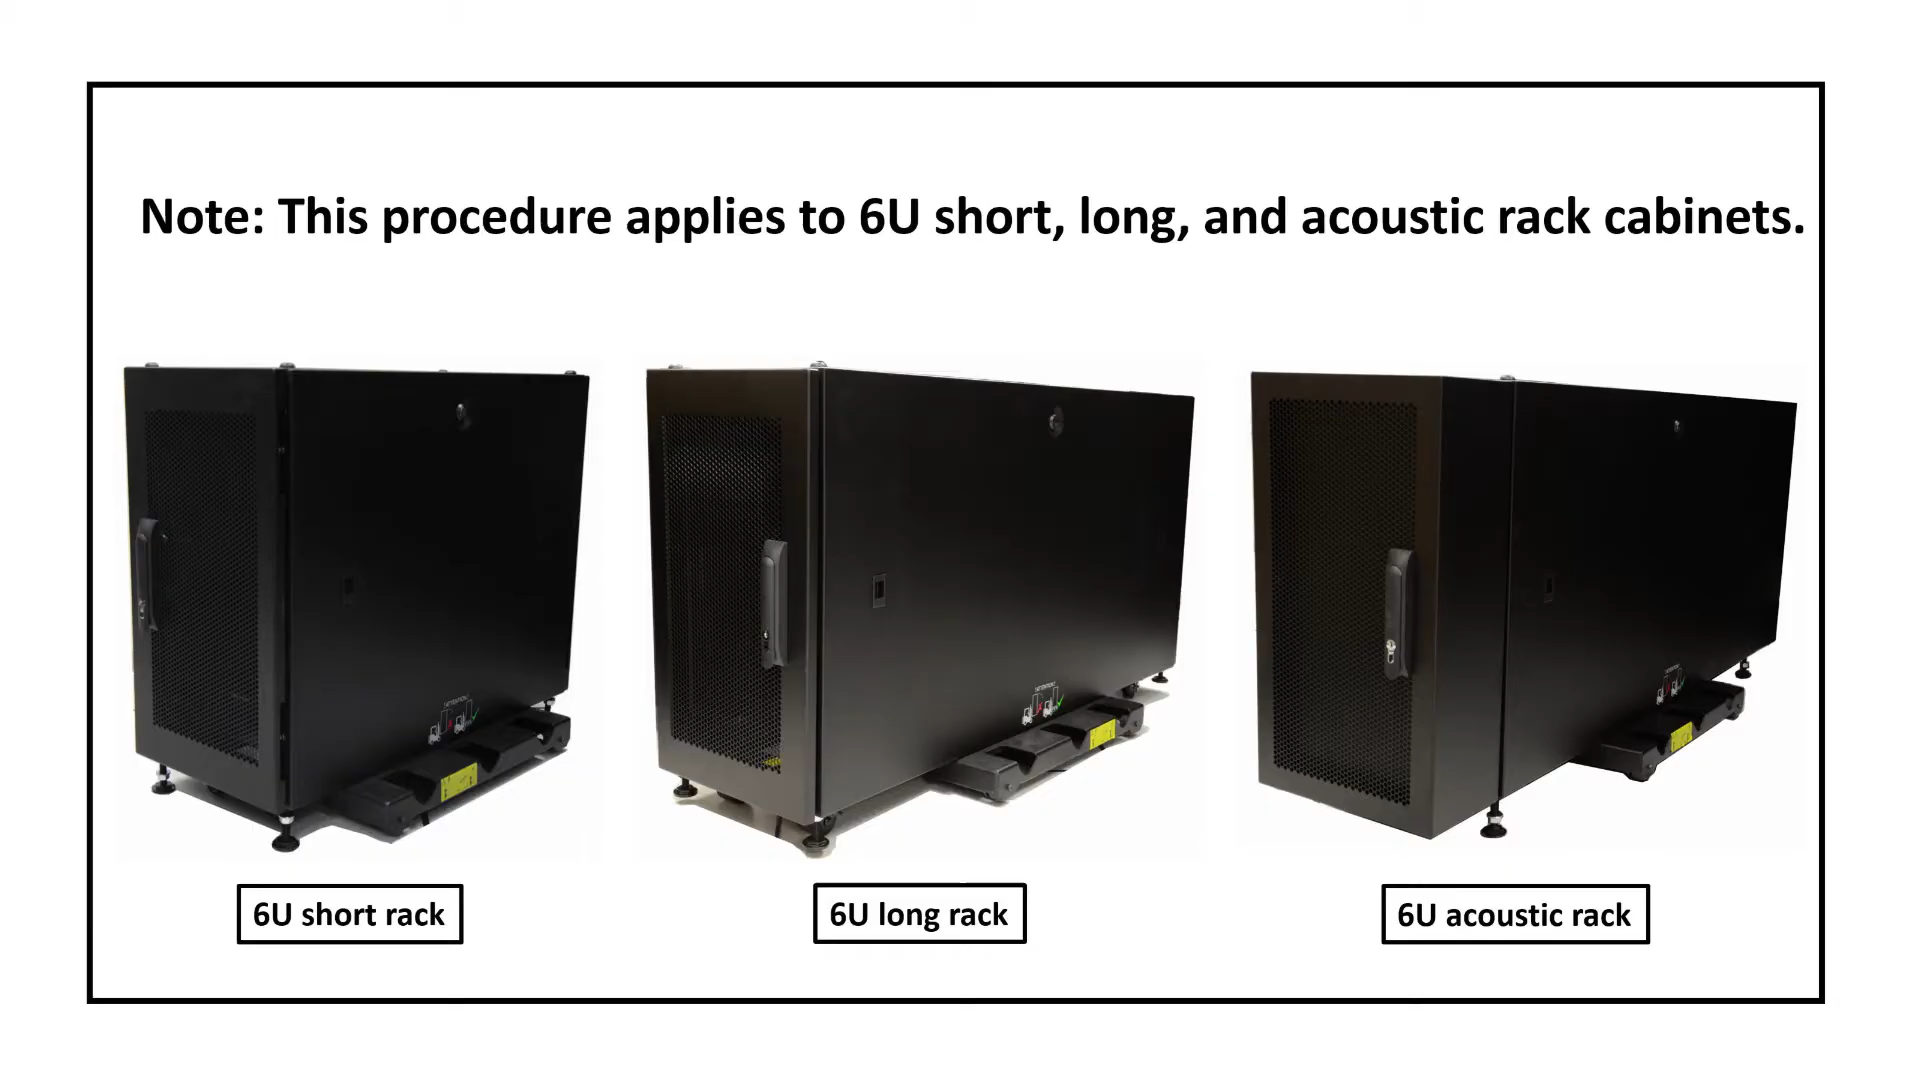 Note: This procedure applies to 6U short, long, and acoustic rack cabinets.
6U short rack
6U long rack
6U acoustic rack